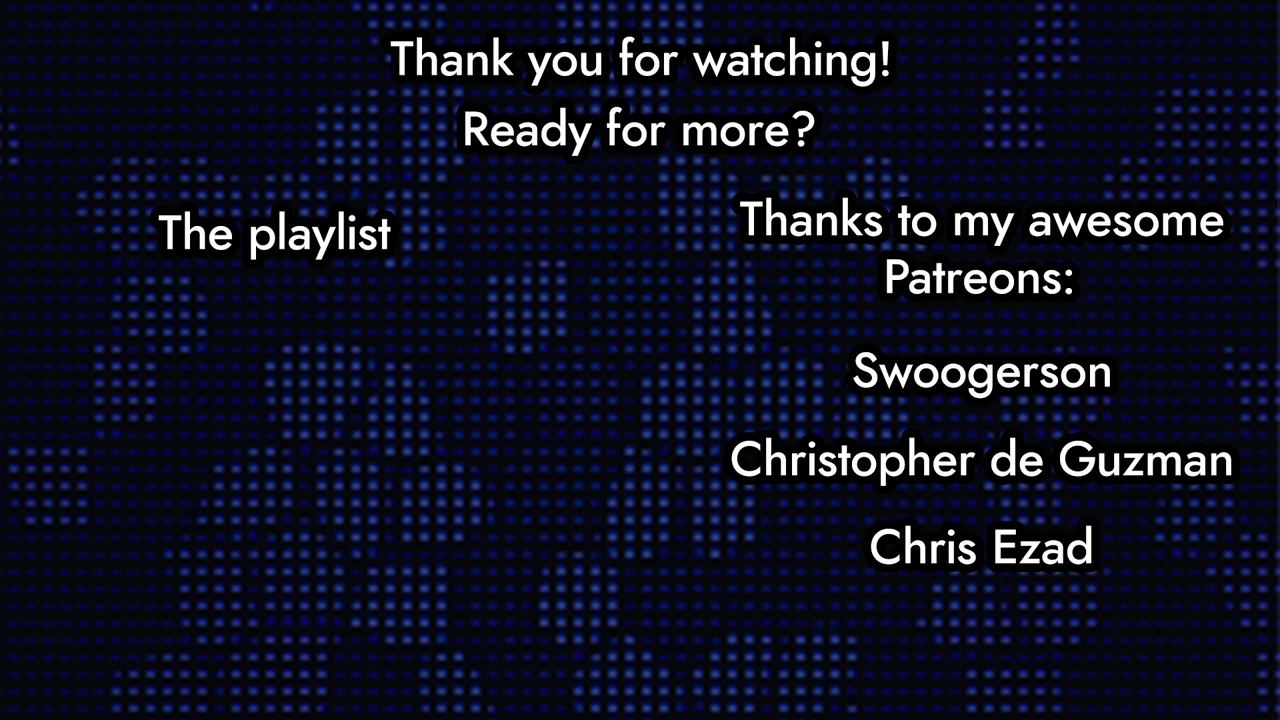 Thank you for watching!
Ready for more?
The playlist
Thanks to my awesome
Patreons:
Swoogerson
Christopher de Guzman
Chris Ezad